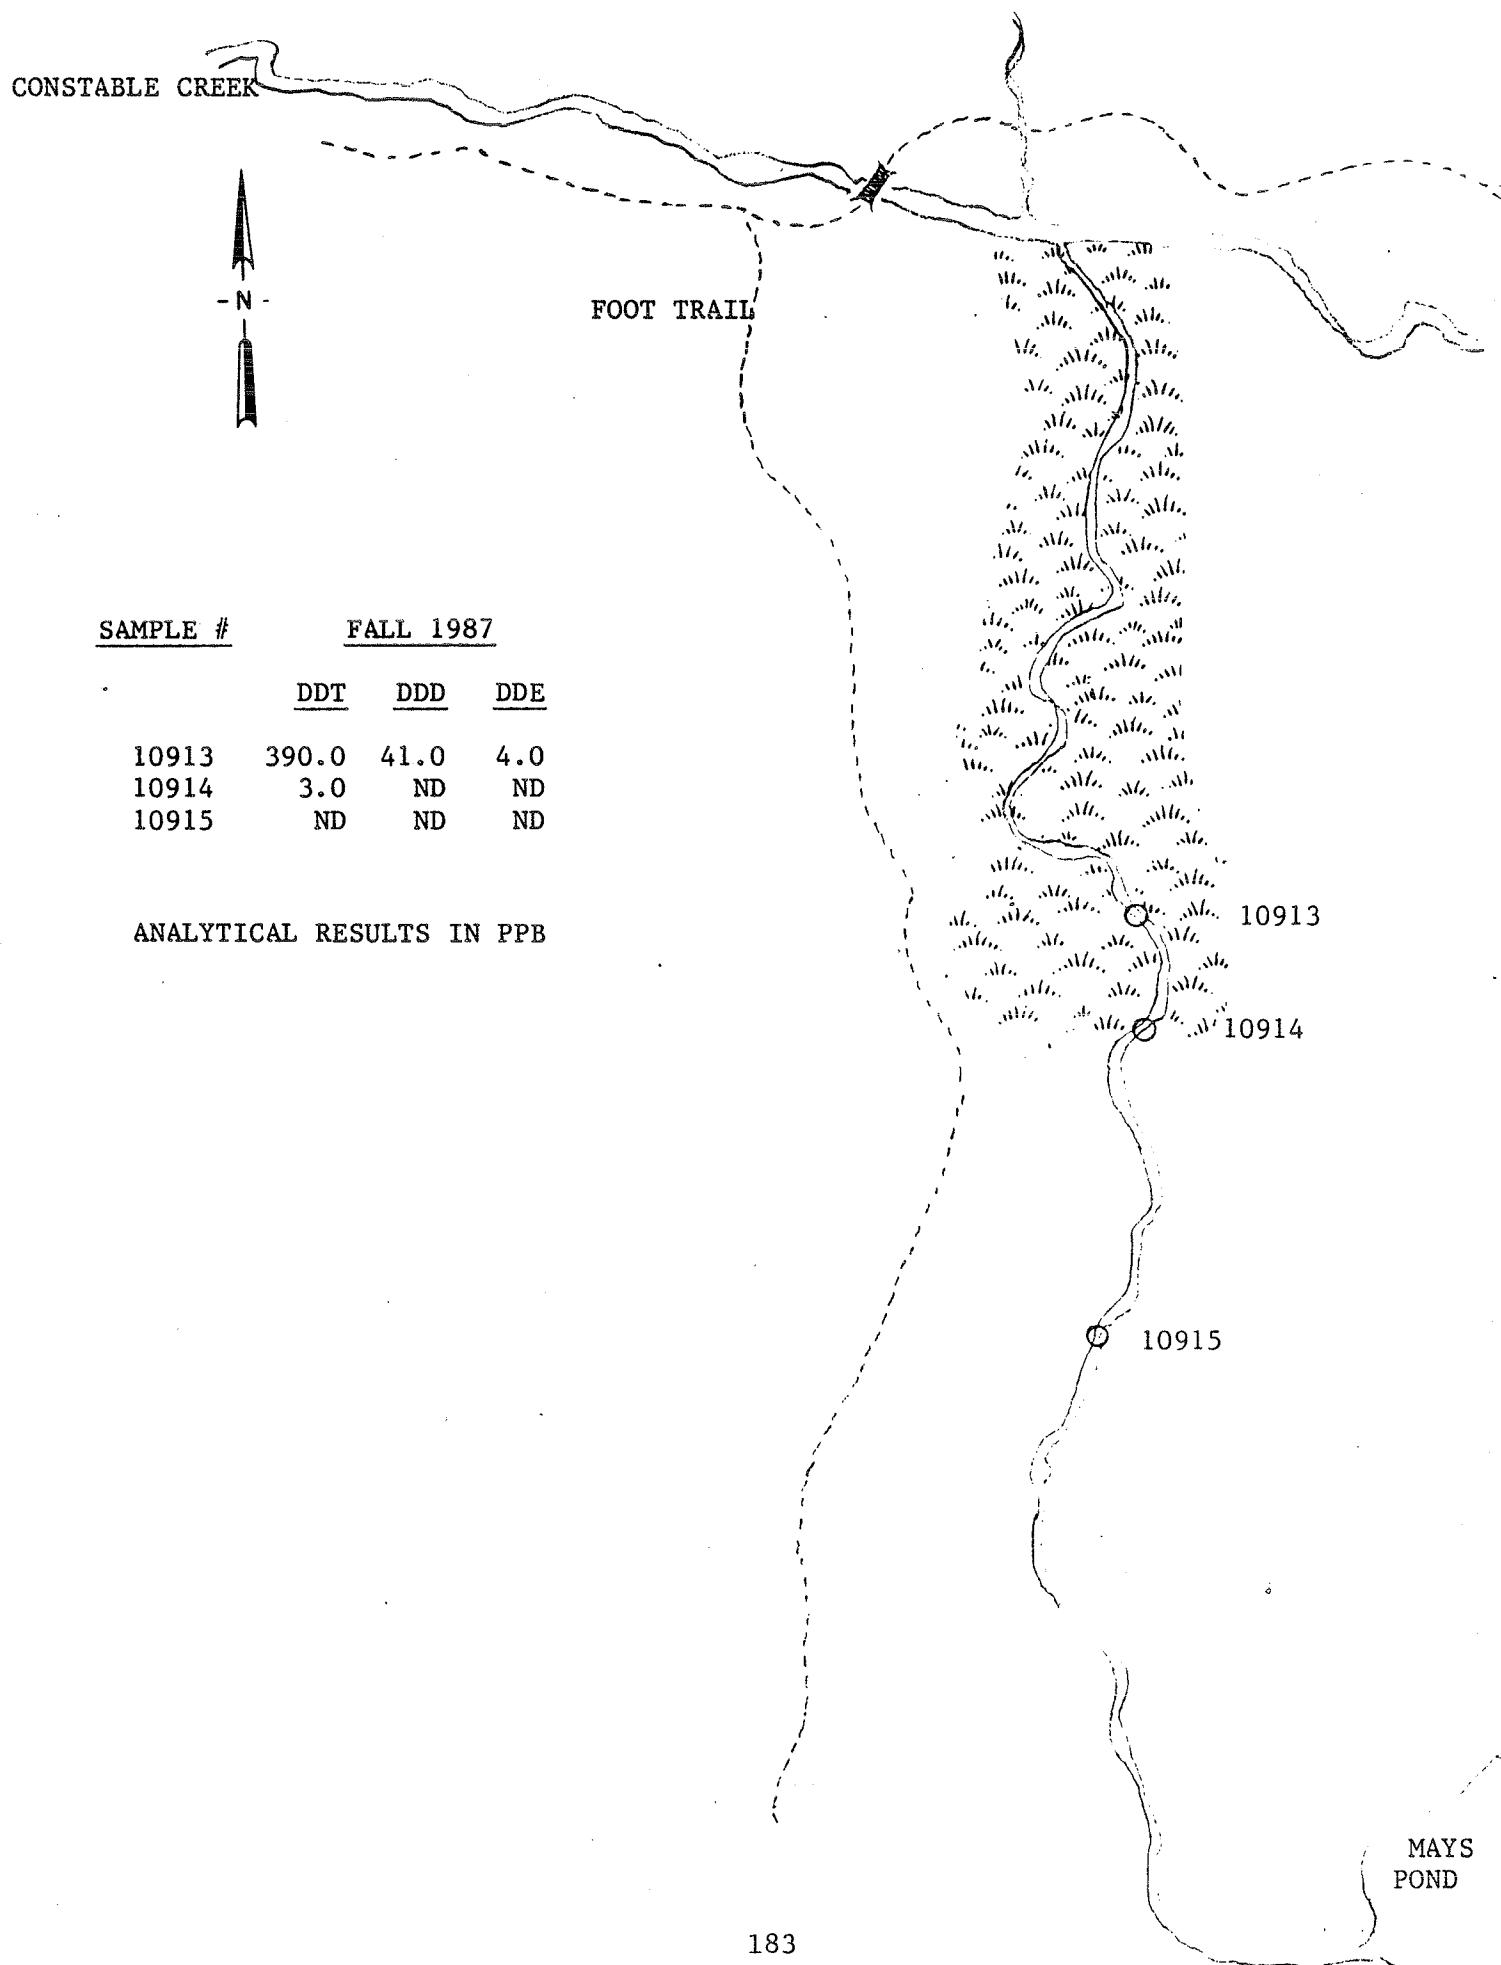 CONSTABLE CREEK
- N -
FOOT TRAIL
SAMPLE # FALL 1987
DDT DDD DDE
10913 390.0 41.0 4.0
10914 3.0 ND ND
10915 ND ND ND
ANALYTICAL RESULTS IN PPB
10913
10914
10915
MAYS
POND
183